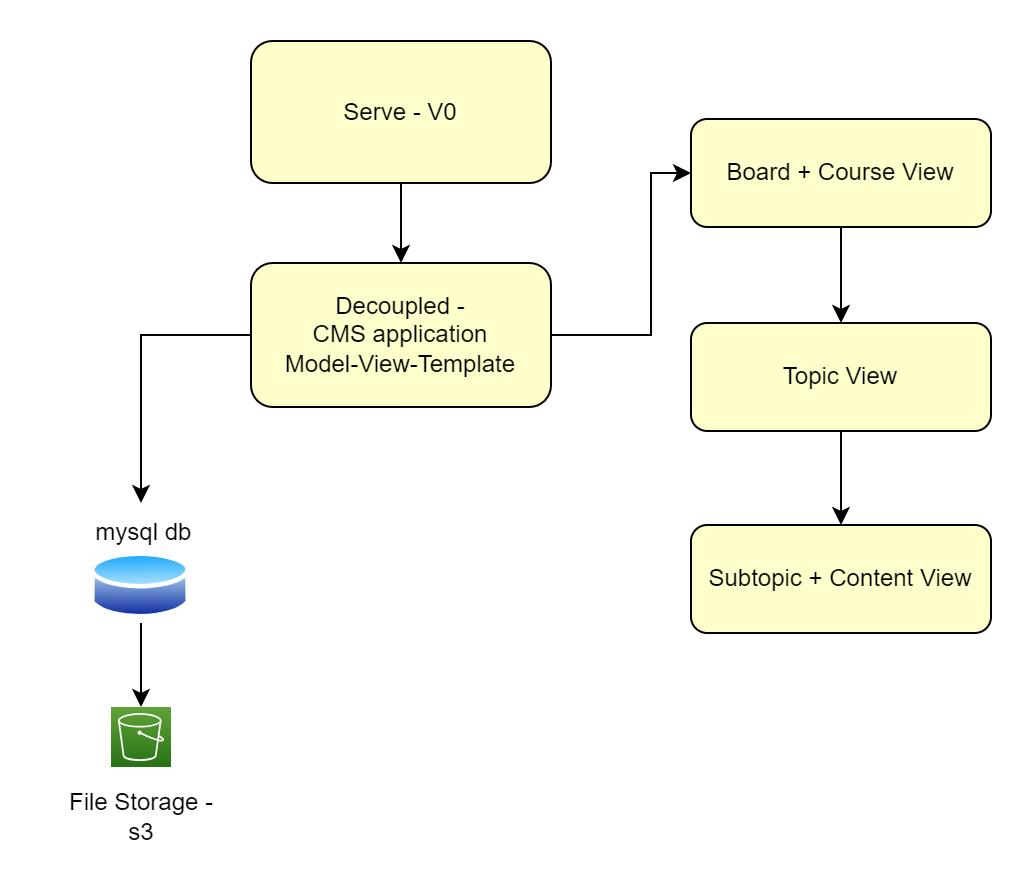 Serve - V0
Board + Course View
Decoupled -
CMS application
Model-View-Template
Topic View
mysql db
Subtopic + Content View
File Storage -
s3